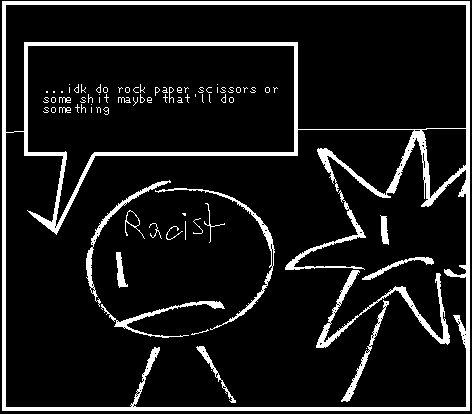 ...idk do rock paper scissors or
some shit maybe that'll do
something
Racist